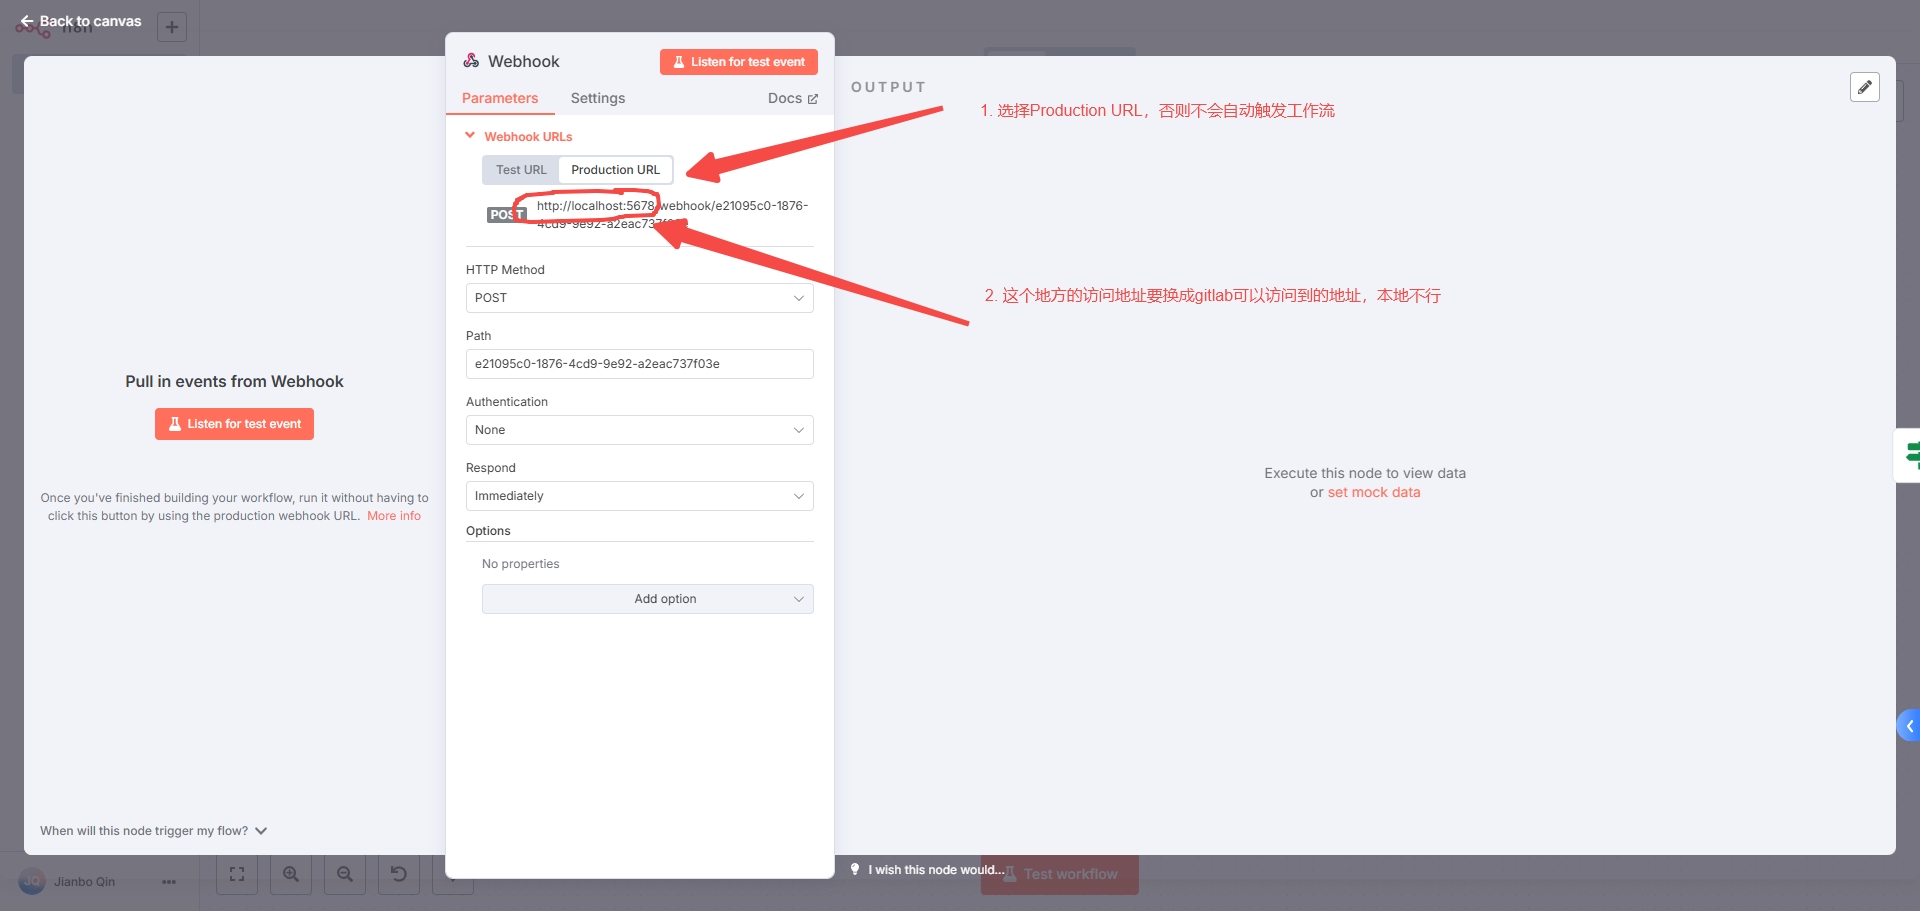 Back to canvas
n8n
Webhook
Listen for test event
Parameters
Settings
Docs
OUTPUT
1. 选择Production URL，否则不会自动触发工作流
Webhook URLs
Test URL
Production URL
POST
http://localhost:5678/webhook/e21095c0-1876-
4cd9-9e92-a2eac737f03e
HTTP Method
POST
2. 这个地方的访问地址要换成gitlab可以访问到的地址，本地不行
Path
e21095c0-1876-4cd9-9e92-a2eac737f03e
Pull in events from Webhook
Listen for test event
Authentication
None
Respond
Immediately
Execute this node to view data
or set mock data
Once you've finished building your workflow, run it without having to
click this button by using the production webhook URL. More info
Options
No properties
Add option
When will this node trigger my flow?
I wish this node would...
Test workflow
JQ
Jianbo Qin